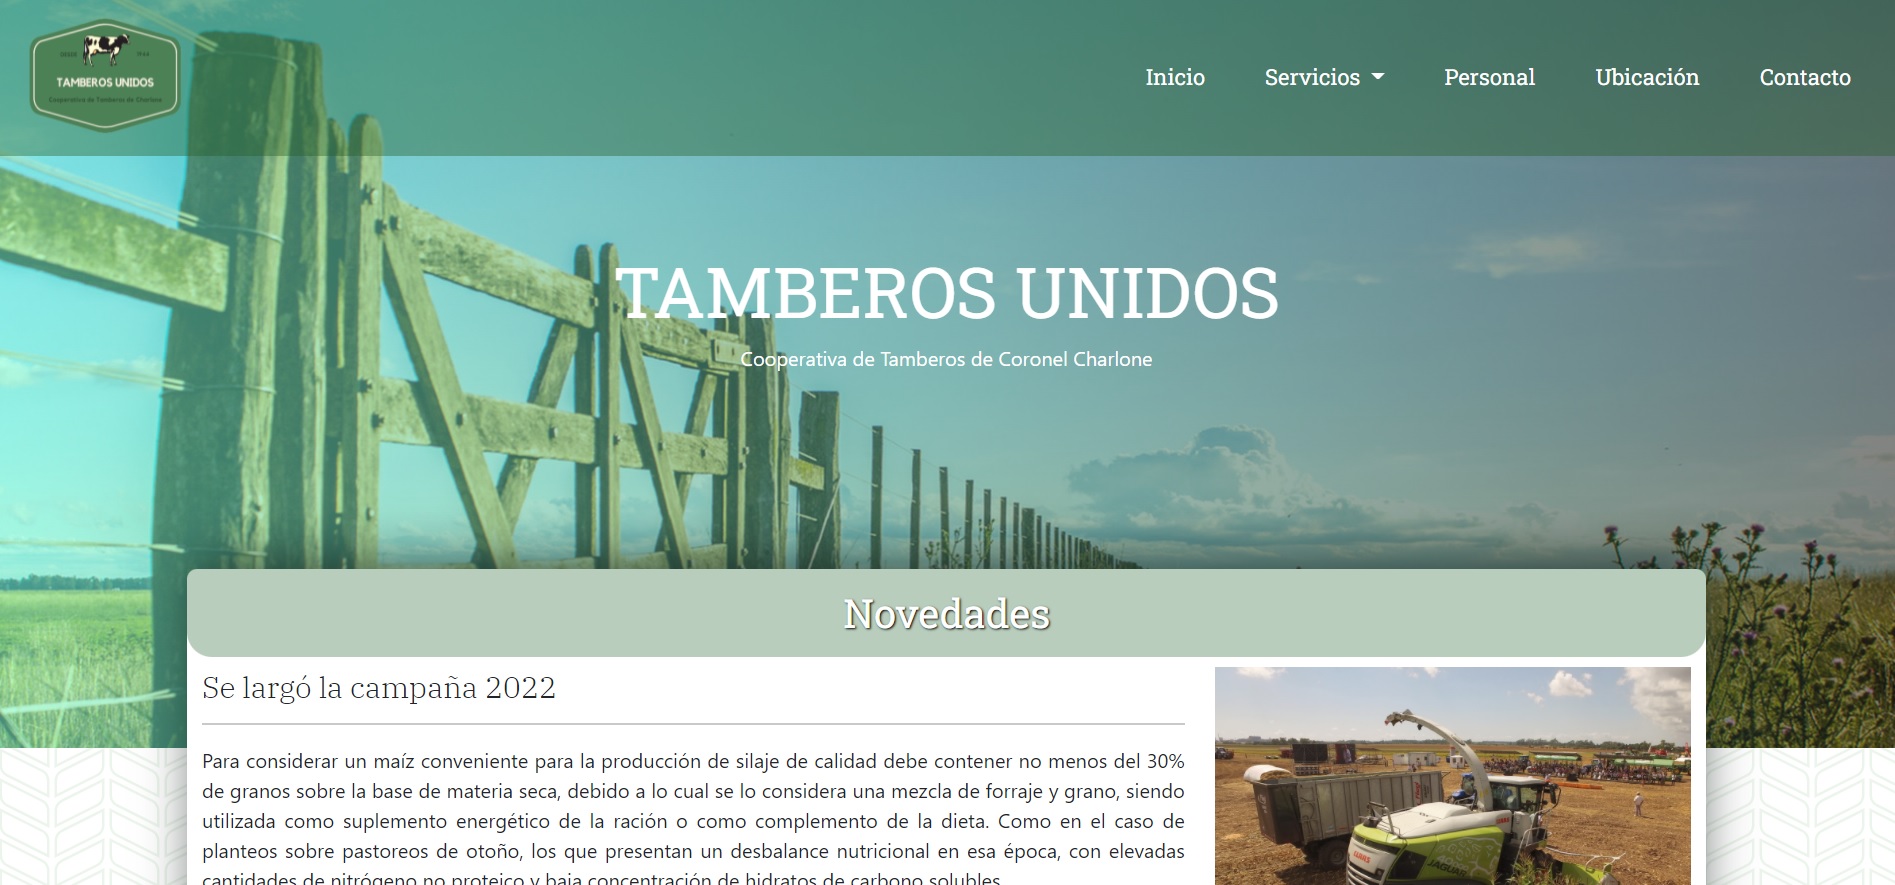 DESDE 1944
TAMBEROS UNIDOS
Cooperativa de Tamberos de Charlone
Inicio Servicios Personal Ubicación Contacto
TAMBEROS UNIDOS
Cooperativa de Tamberos de Coronel Charlone
Novedades
Se largó la campaña 2022
Para considerar un maíz conveniente para la producción de silaje de calidad debe contener no menos del 30%
de granos sobre la base de materia seca, debido a lo cual se lo considera una mezcla de forraje y grano, siendo
utilizada como suplemento energético de la ración o como complemento de la dieta. Como en el caso de
planteos sobre pastoreos de otoño, los que presentan un desbalance nutricional en esa época, con elevadas
cantidades de nitrógeno no proteico y baja concentración de hidratos de carbono solubles.
CLAAS
JAGUAR